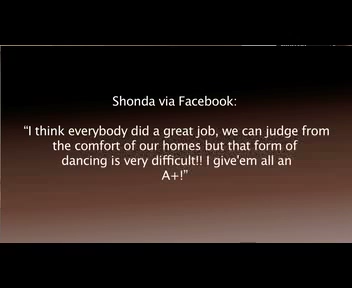 Shonda via Facebook:
“I think everybody did a great job, we can judge from
the comfort of our homes but that form of
dancing is very difficult!! I give'em all an
A+!”